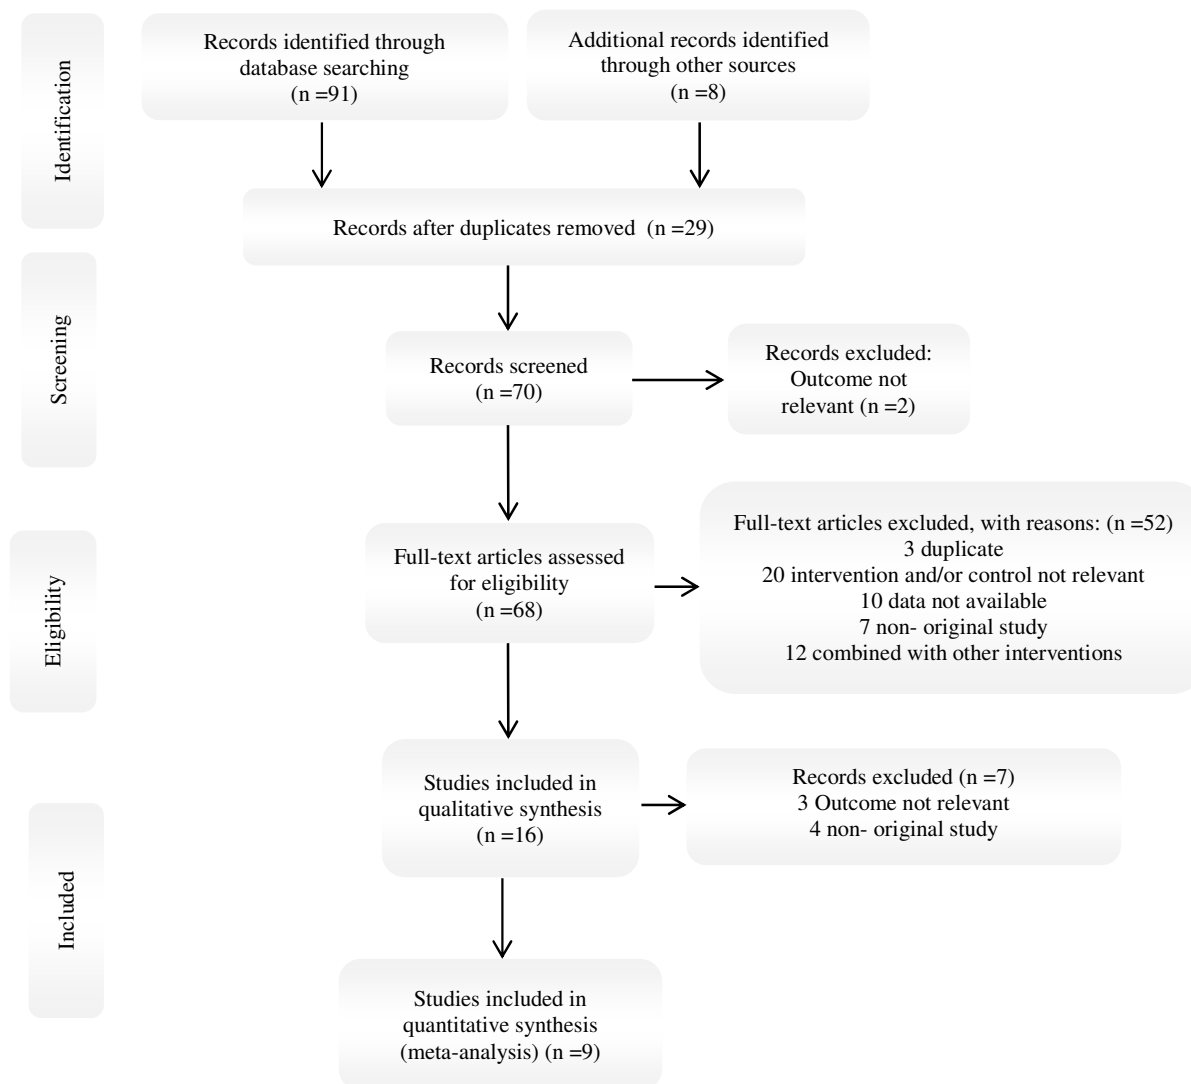 Identification
Records identified through
database searching
(n =91)
Additional records identified
through other sources
(n =8)
Records after duplicates removed  (n =29)
Screening
Records screened
(n =70)
Records excluded:
Outcome not
relevant (n =2)
Eligibility
Full-text articles assessed
for eligibility
(n =68)
Full-text articles excluded, with reasons: (n =52)
3 duplicate
20 intervention and/or control not relevant
10 data not available
7 non- original study
12 combined with other interventions
Included
Studies included in
qualitative synthesis
(n =16)
Records excluded (n =7)
3 Outcome not relevant
4 non- original study
Studies included in
quantitative synthesis
(meta-analysis) (n =9)